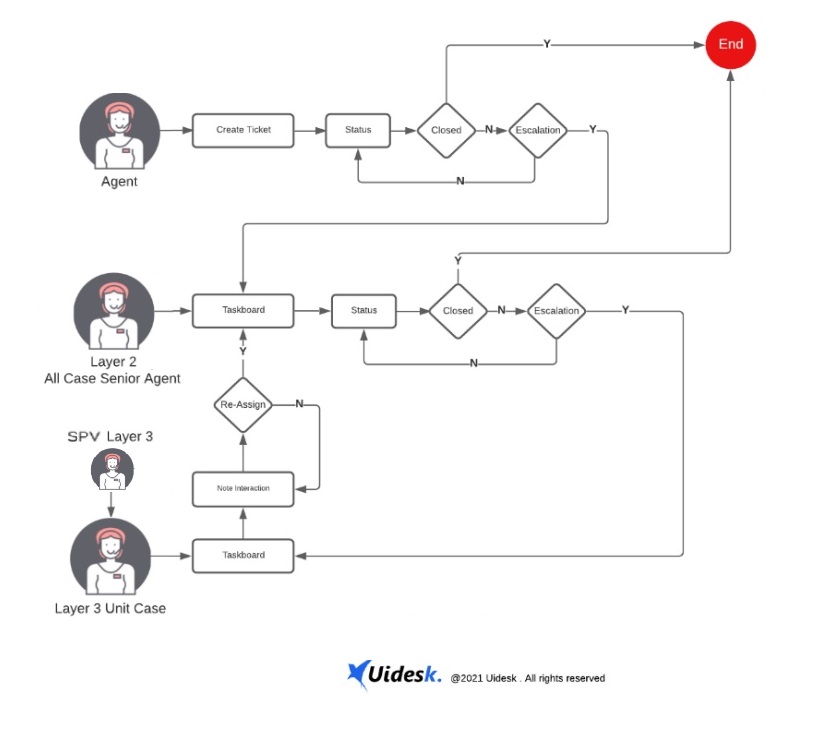 Y
End
Create Ticket
Status
Closed
N
Escalation
Y
N
Agent
Y
Taskboard
Status
Closed
N
Escalation
Y
N
Layer 2
All Case Senior Agent
Y
Re-Assign
N
SPV Layer 3
Note Interaction
Taskboard
Layer 3 Unit Case
Uidesk. @2021 Uidesk . All rights reserved